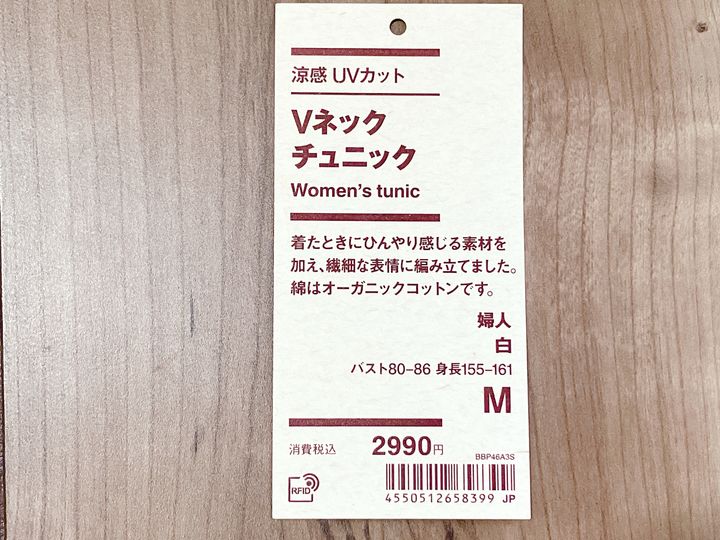 涼感 UVカット
Vネック
チュニック
Women's tunic
着たときにひんやり感じる素材を
加え、繊細な表情に編み立てました。
綿はオーガニックコットンです。
婦人
白
バスト80-86 身長155-161
M
消費税込 2990円
BBP46A3S
RFID
4550512658399 JP